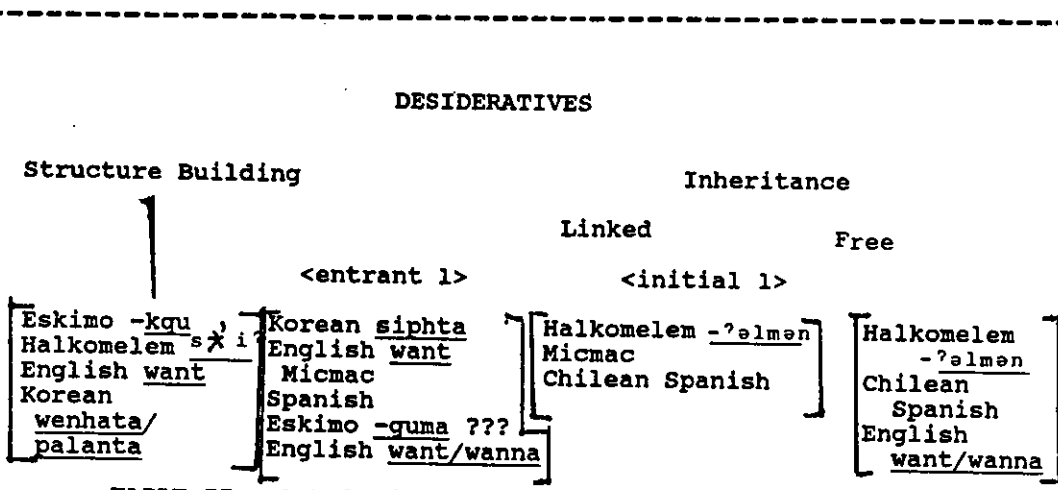 DESIDERATIVES
Structure Building
Inheritance
Linked
Free
<entrant 1>
<initial 1>
Eskimo -kqu
Halkomelem
English want
Korean
wenhata/
palanta
Korean siphta
English want
Micmac
Spanish
Eskimo -guma ???
English want/wanna
Halkomelem -ʔəlmən
Micmac
Chilean Spanish
Halkomelem
-ʔəlmən
Chilean
Spanish
English
want/wanna